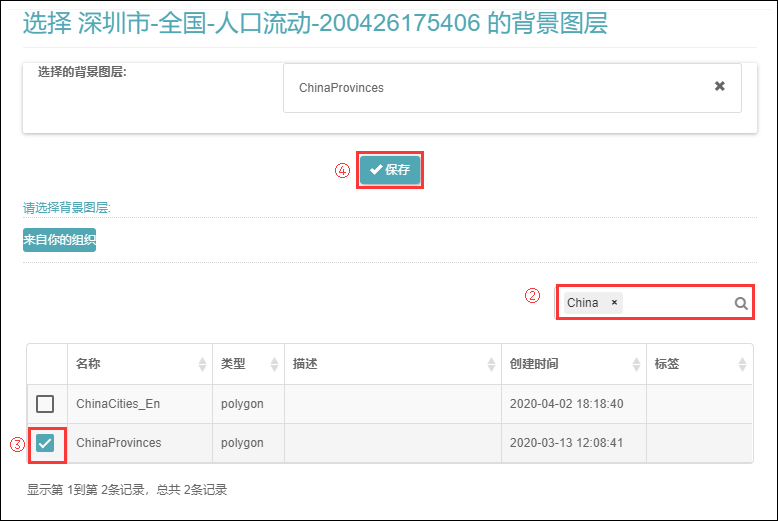 选择 深圳市-全国-人口流动-200426175406 的背景图层
选择的背景图层: ChinaProvinces ✖
④ ✔ 保存
请选择背景图层:
来自你的组织
② China ×
名称 类型 描述 创建时间 标签
ChinaCities_En polygon 2020-04-02 18:18:40
③ ChinaProvinces polygon 2020-03-13 12:08:41
显示第 1到第 2条记录，总共 2条记录